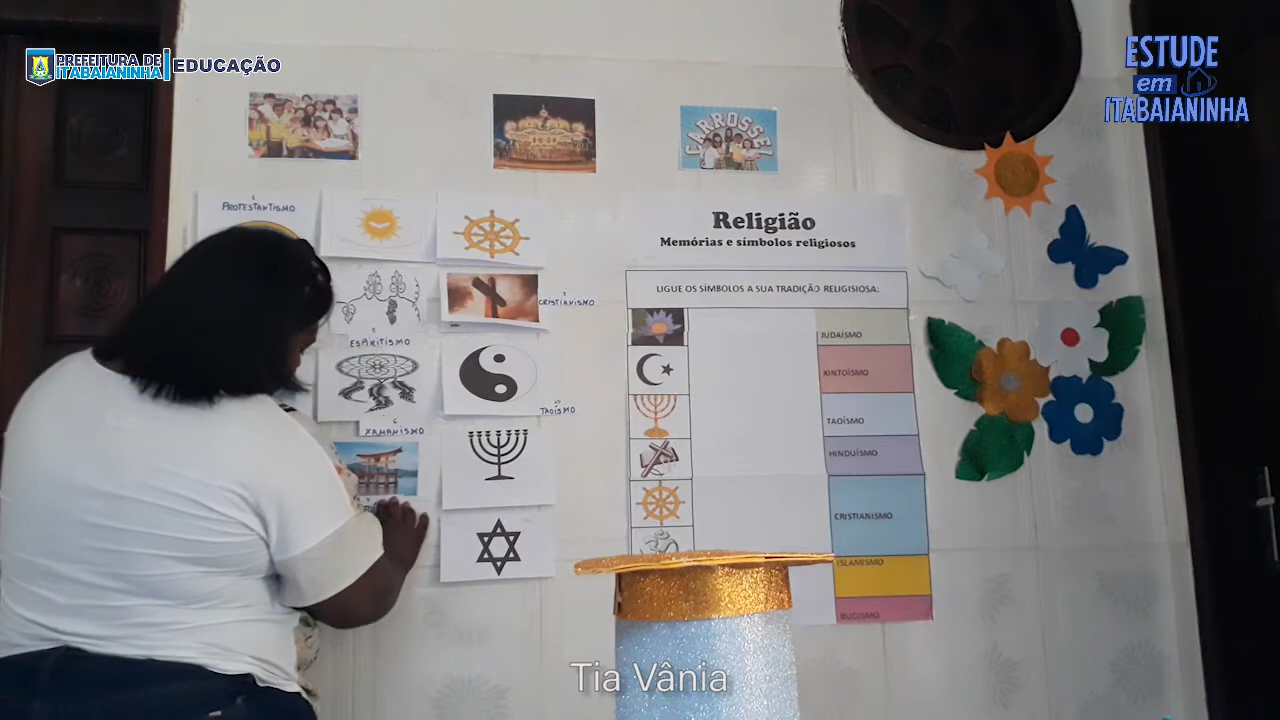 PREFEITURA DE
ITABAIANINHA
EDUCAÇÃO
ESTUDE
em
ITABAIANINHA
CARROSSEL
PROTESTANTISMO
Religião
Memórias e símbolos religiosos
LIGUE OS SÍMBOLOS A SUA TRADIÇÃO RELIGISIOSA:
CRISTIANISMO
ESPIRITISMO
TAOÍSMO
XAMANISMO
JUDAÍSMO
XINTOÍSMO
TAOÍSMO
HINDUÍSMO
CRISTIANISMO
ISLAMISMO
BUDISMO
Tia Vânia